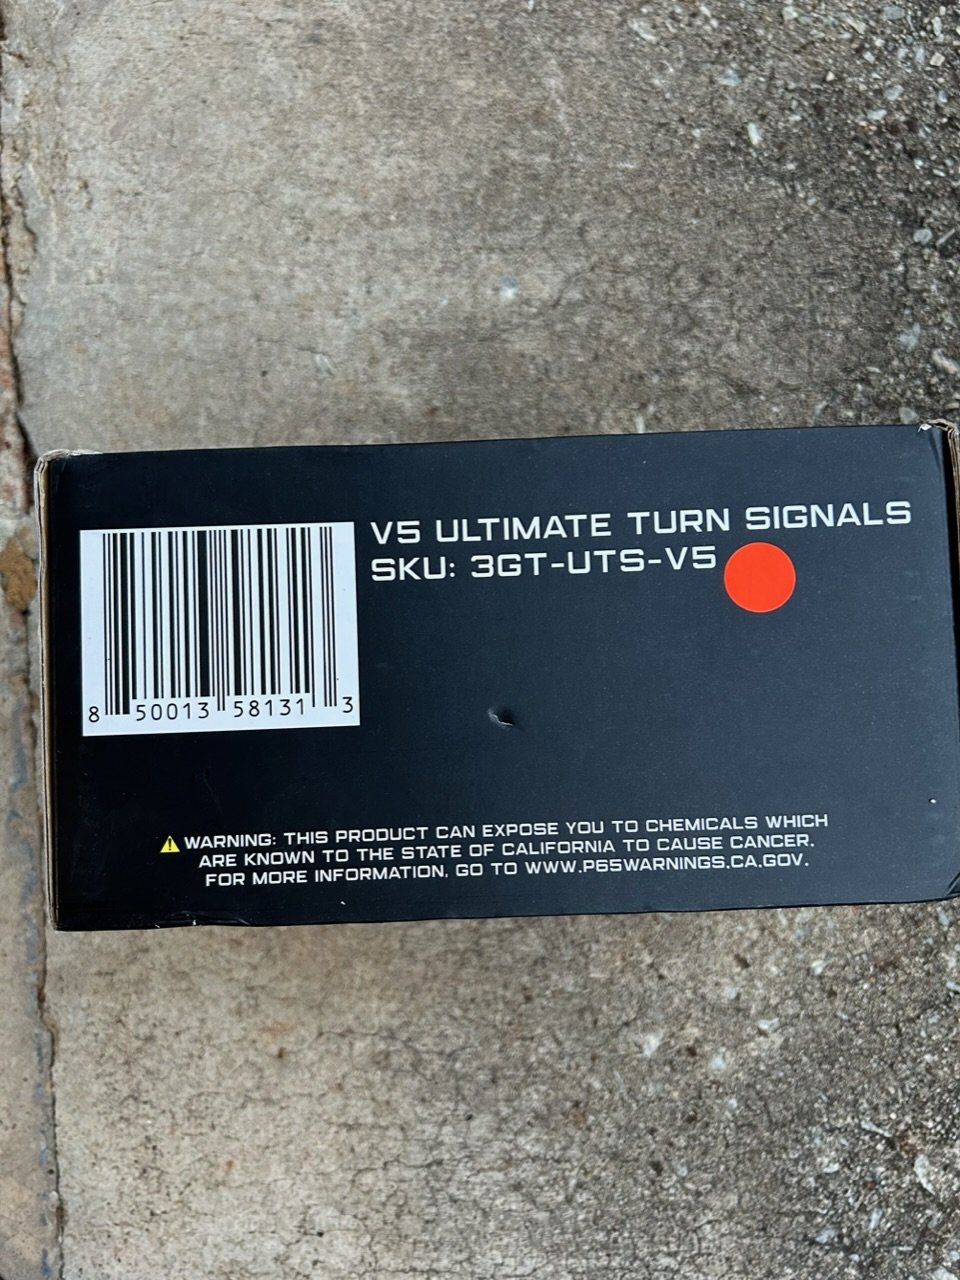 V5 ULTIMATE TURN SIGNALS
SKU: 3GT-UTS-V5
8 50013 58131 3
WARNING: THIS PRODUCT CAN EXPOSE YOU TO CHEMICALS WHICH
ARE KNOWN TO THE STATE OF CALIFORNIA TO CAUSE CANCER.
FOR MORE INFORMATION, GO TO WWW.P65WARNINGS.CA.GOV.